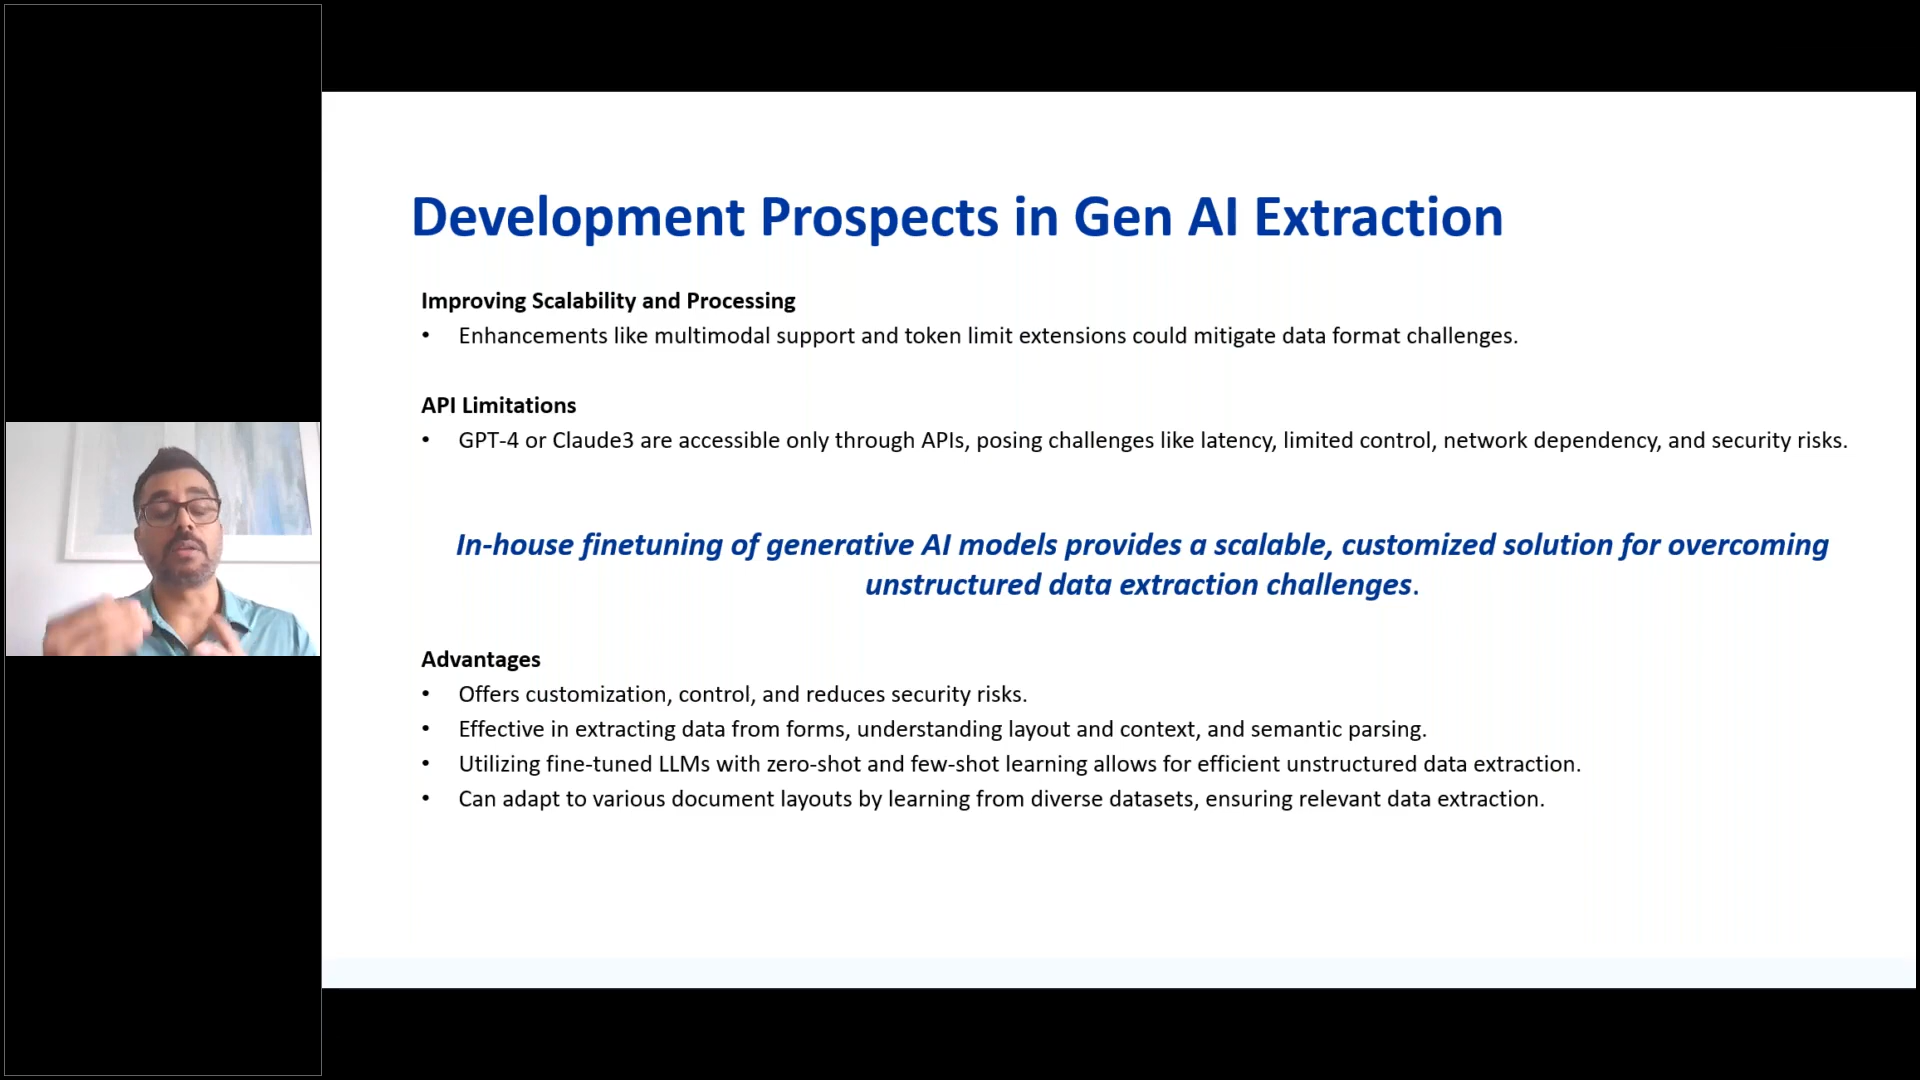 Development Prospects in Gen AI Extraction
Improving Scalability and Processing
• Enhancements like multimodal support and token limit extensions could mitigate data format challenges.
API Limitations
• GPT-4 or Claude3 are accessible only through APIs, posing challenges like latency, limited control, network dependency, and security risks.
In-house finetuning of generative AI models provides a scalable, customized solution for overcoming
unstructured data extraction challenges.
Advantages
• Offers customization, control, and reduces security risks.
• Effective in extracting data from forms, understanding layout and context, and semantic parsing.
• Utilizing fine-tuned LLMs with zero-shot and few-shot learning allows for efficient unstructured data extraction.
• Can adapt to various document layouts by learning from diverse datasets, ensuring relevant data extraction.